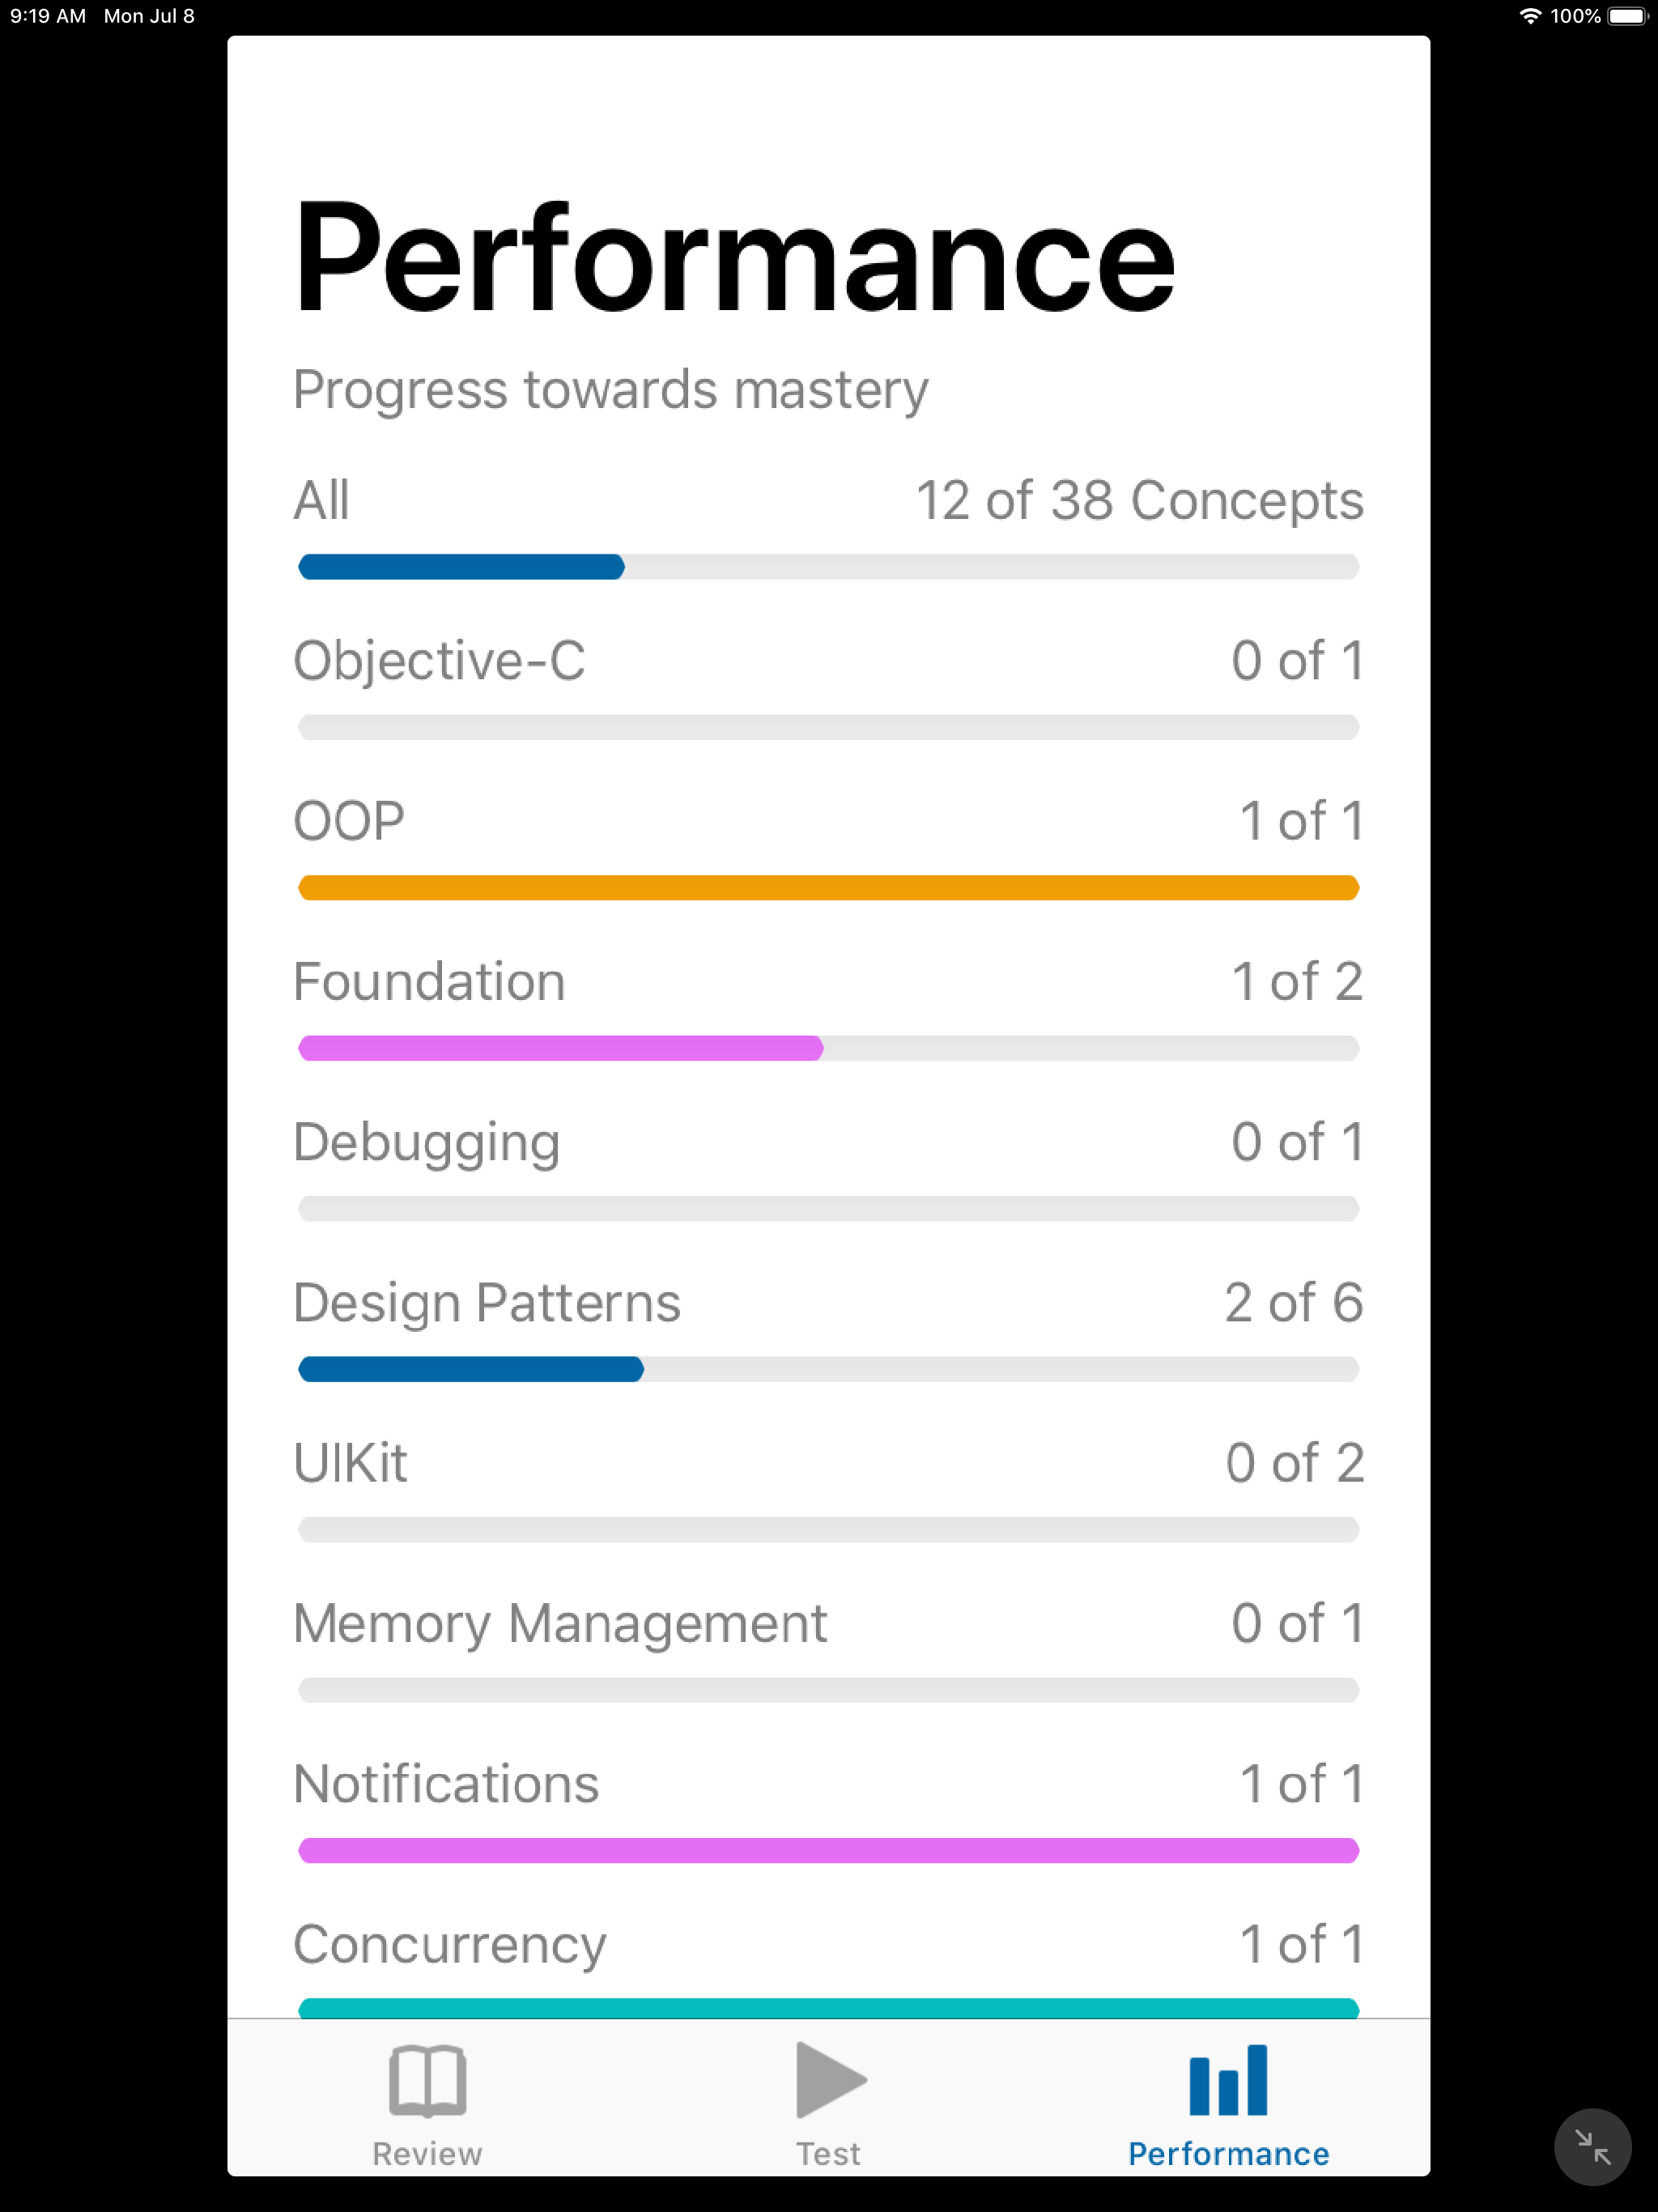 9:19 AM Mon Jul 8 100%
Performance
Progress towards mastery
All 12 of 38 Concepts
Objective-C 0 of 1
OOP 1 of 1
Foundation 1 of 2
Debugging 0 of 1
Design Patterns 2 of 6
UIKit 0 of 2
Memory Management 0 of 1
Notifications 1 of 1
Concurrency 1 of 1
Review Test Performance